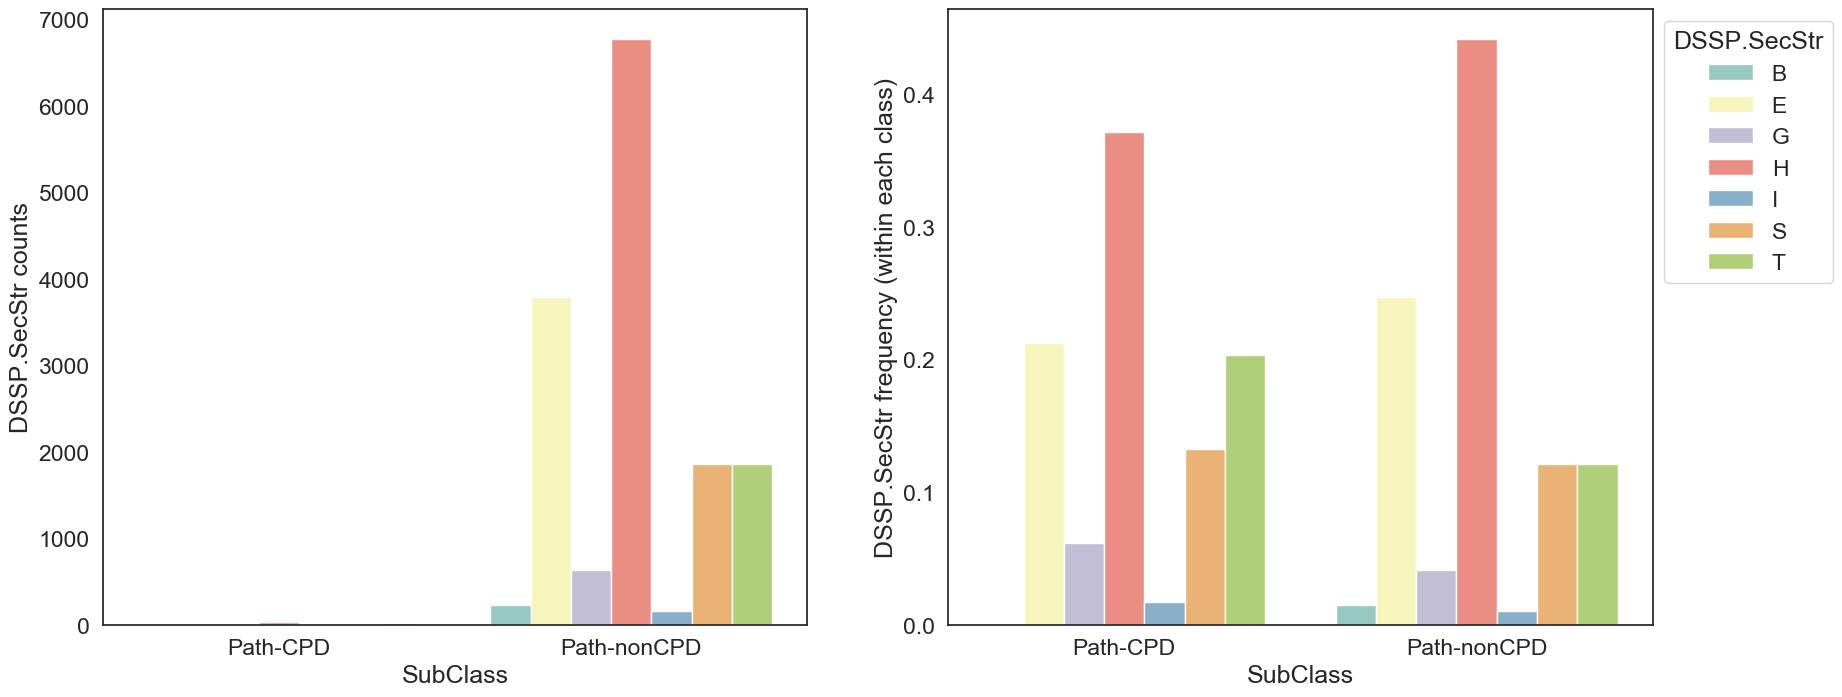 DSSP.SecStr counts
7000
6000
5000
4000
3000
2000
1000
0
Path-CPD
Path-nonCPD
SubClass
DSSP.SecStr frequency (within each class)
0.4
0.3
0.2
0.1
0.0
Path-CPD
Path-nonCPD
SubClass
DSSP.SecStr
B
E
G
H
I
S
T